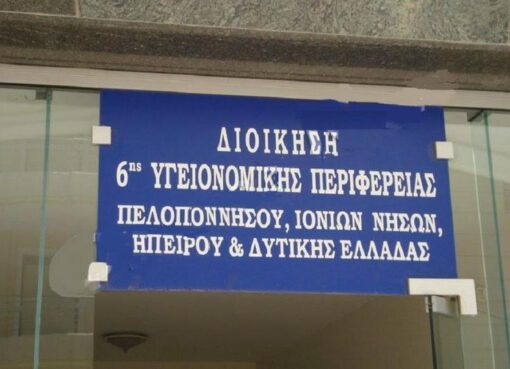 ΔΙΟΙΚΗΣΗ
6ης ΥΓΕΙΟΝΟΜΙΚΗΣ ΠΕΡΙΦΕΡΕΙΑΣ
ΠΕΛΟΠΟΝΝΗΣΟΥ, ΙΟΝΙΩΝ ΝΗΣΩΝ,
ΗΠΕΙΡΟΥ & ΔΥΤΙΚΗΣ ΕΛΛΑΔΑΣ